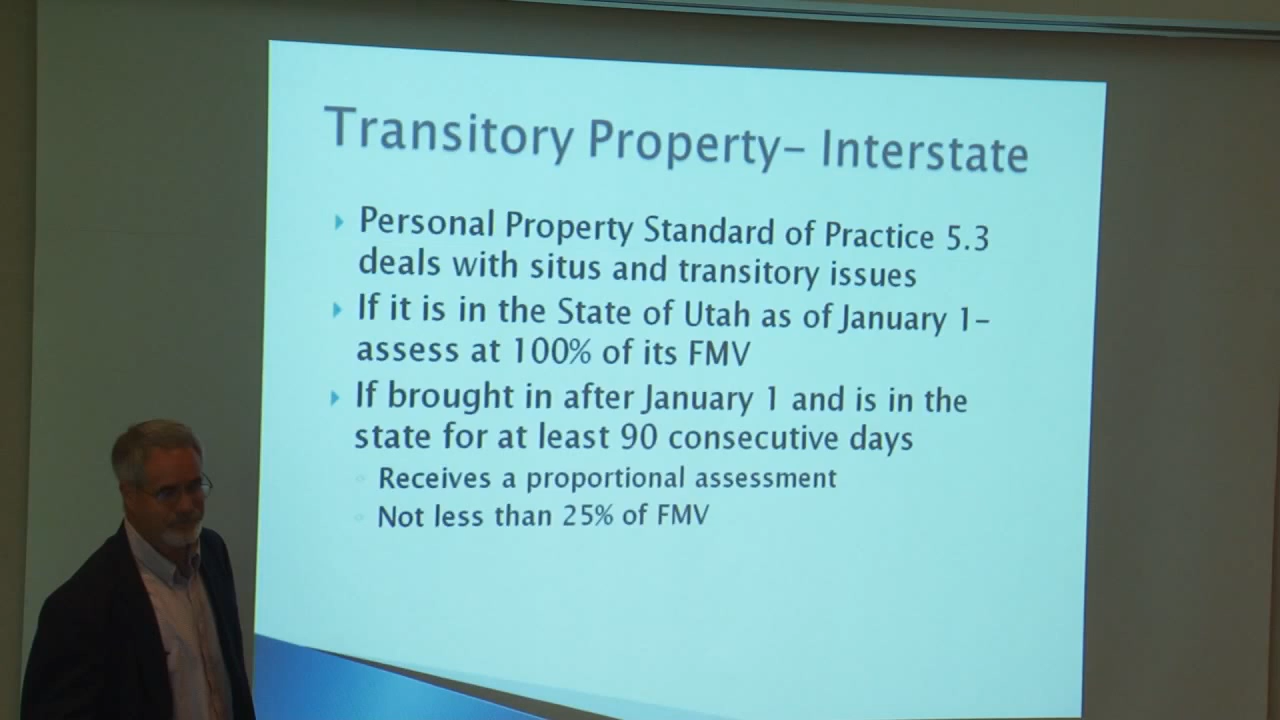 Transitory Property- Interstate
Personal Property Standard of Practice 5.3
deals with situs and transitory issues
If it is in the State of Utah as of January 1-
assess at 100% of its FMV
If brought in after January 1 and is in the
state for at least 90 consecutive days
Receives a proportional assessment
Not less than 25% of FMV